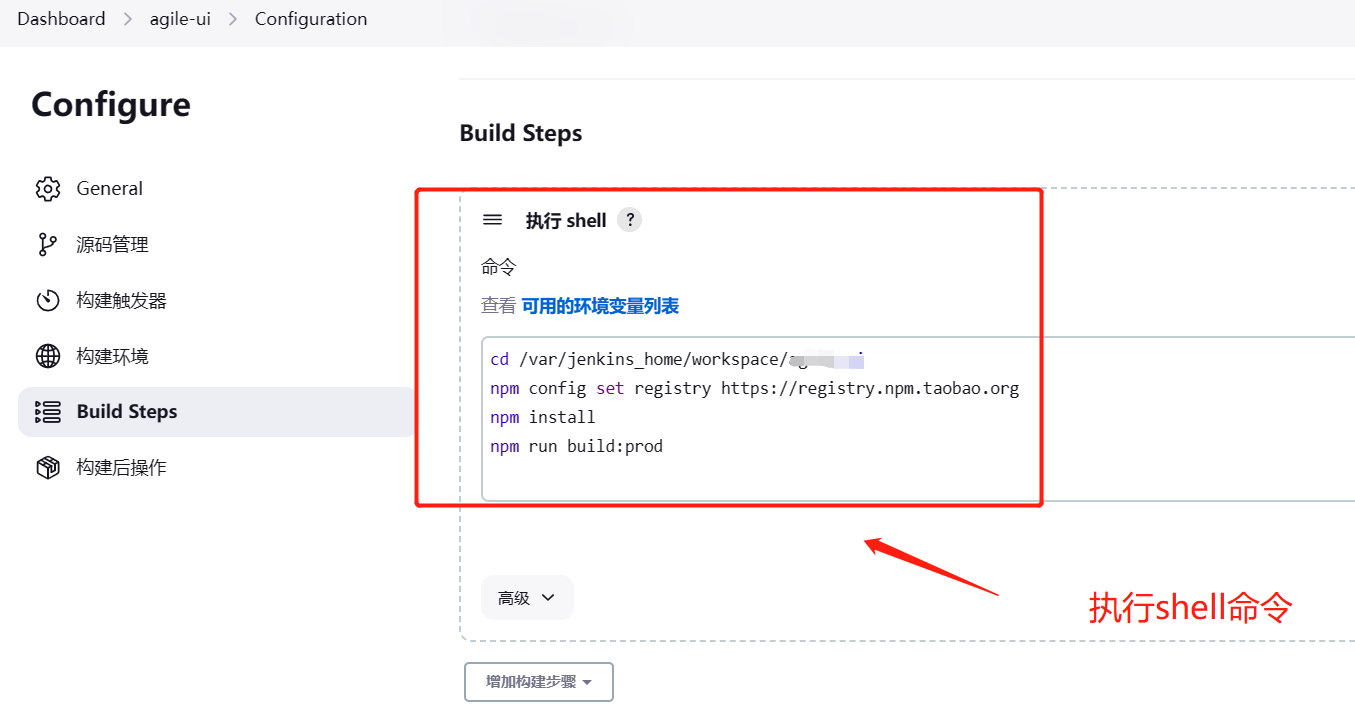 Dashboard > agile-ui > Configuration
Configure
General
源码管理
构建触发器
构建环境
Build Steps
构建后操作
Build Steps
执行 shell ?
命令
查看 可用的环境变量列表
cd /var/jenkins_home/workspace/
npm config set registry https://registry.npm.taobao.org
npm install
npm run build:prod
高级
执行shell命令
增加构建步骤